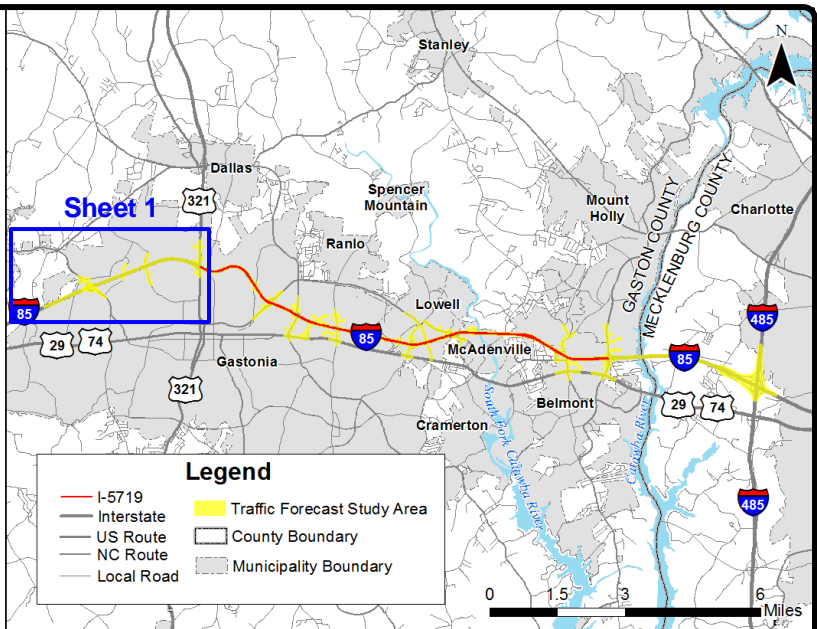 Stanley
N
Dallas
321
Spencer
Mountain
Sheet 1
Mount
Holly
Charlotte
GASTON COUNTY
MECKLENBURG COUNTY
Ranlo
Lowell
85
485
85
McAdenville
85
29
74
Gastonia
321
Belmont
29
74
Cramerton
South Fork Catawba River
Catawba River
485
Legend
I-5719
Interstate
US Route
NC Route
Local Road
Traffic Forecast Study Area
County Boundary
Municipality Boundary
0
1.5
3
6
Miles